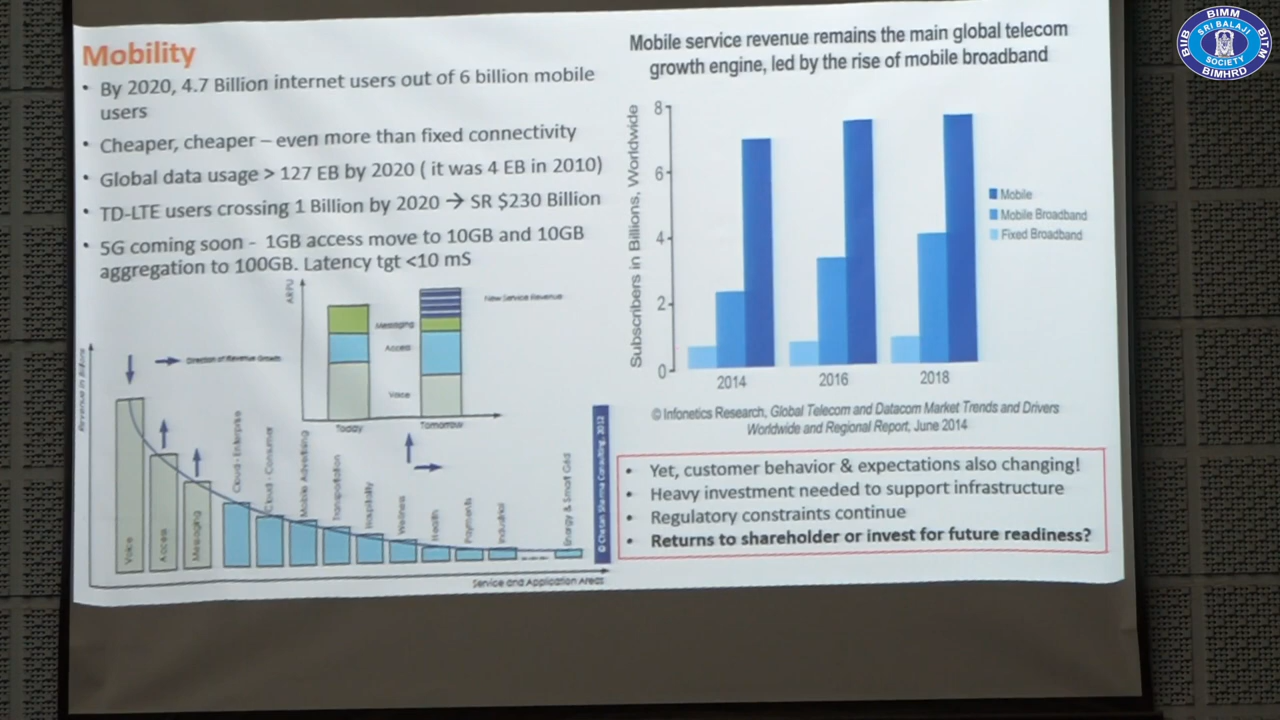 Mobility
• By 2020, 4.7 Billion internet users out of 6 billion mobile
users
• Cheaper, cheaper – even more than fixed connectivity
• Global data usage > 127 EB by 2020 ( it was 4 EB in 2010)
• TD-LTE users crossing 1 Billion by 2020 → SR $230 Billion
• 5G coming soon - 1GB access move to 10GB and 10GB
aggregation to 100GB. Latency tgt <10 mS
ARPU
New Service Revenue
Messaging
Access
Voice
Today
Tomorrow
Revenue in Billions
Direction of Revenue Growth
Voice
Access
Messaging
Cloud - Enterprise
Cloud - Consumer
Mobile Advertising
Transportation
Hospitality
Wellness
Health
Payments
Industrial
Energy & Smart Grid
Service and Application Areas
© Chetan Sharma Consulting, 2012
Mobile service revenue remains the main global telecom
growth engine, led by the rise of mobile broadband
Subscribers in Billions, Worldwide
8
6
4
2
0
2014
2016
2018
Mobile
Mobile Broadband
Fixed Broadband
© Infonetics Research, Global Telecom and Datacom Market Trends and Drivers
Worldwide and Regional Report, June 2014
• Yet, customer behavior & expectations also changing!
• Heavy investment needed to support infrastructure
• Regulatory constraints continue
• Returns to shareholder or invest for future readiness?
BIMM
BIIB
SRI BALAJI
SOCIETY
BITM
BIMHRD